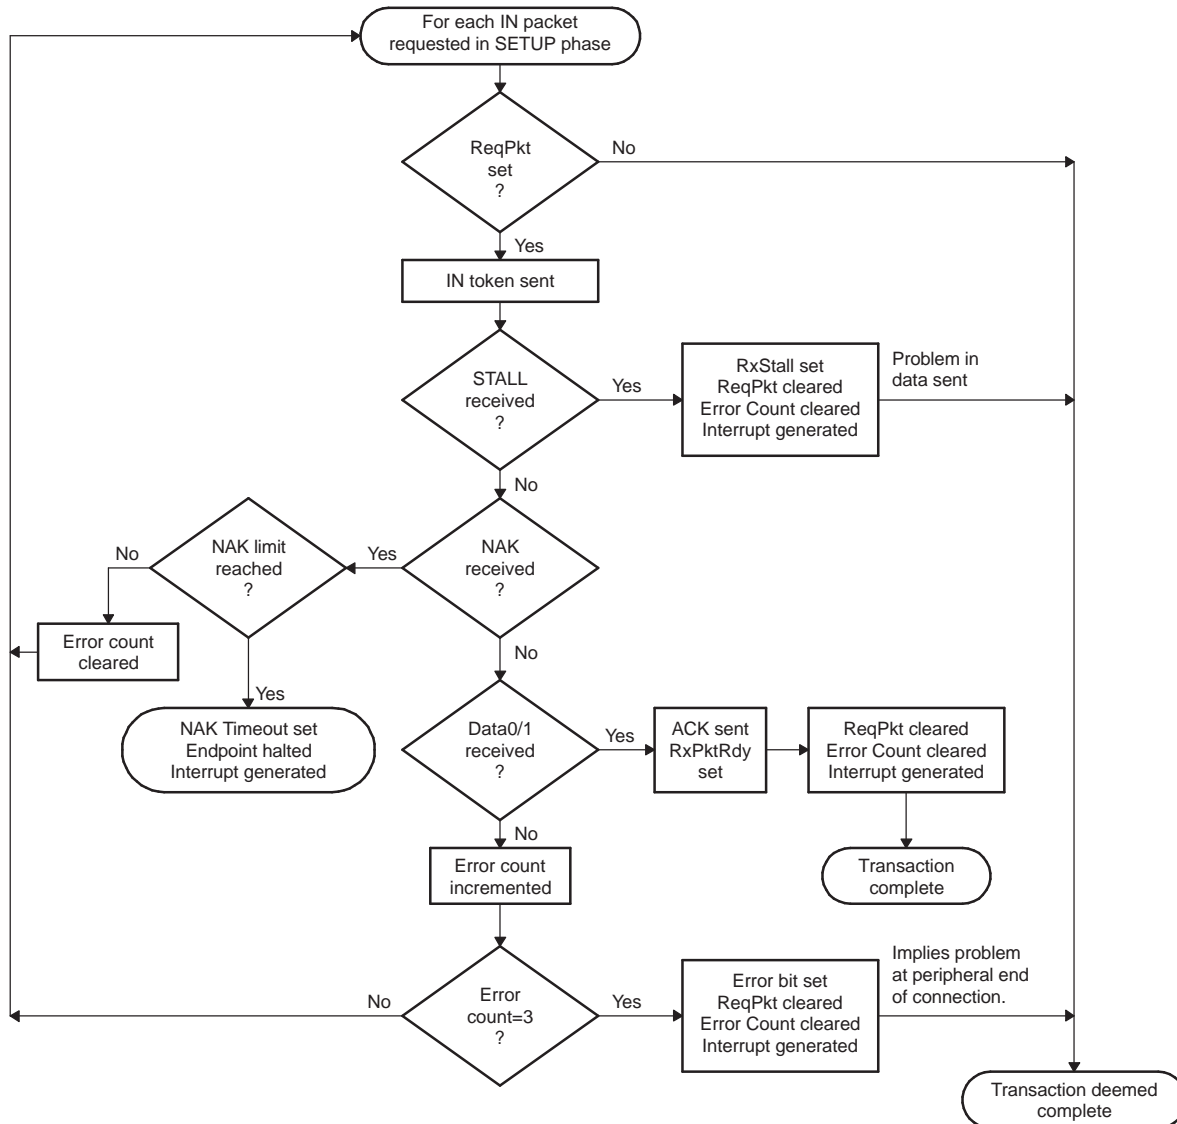 For each IN packet
requested in SETUP phase
ReqPkt
set
?
No
Yes
IN token sent
STALL
received
?
Yes
RxStall set
ReqPkt cleared
Error Count cleared
Interrupt generated
Problem in
data sent
No
NAK limit
reached
?
No
Yes
NAK
received
?
Error count
cleared
Yes
No
NAK Timeout set
Endpoint halted
Interrupt generated
Data0/1
received
?
Yes
ACK sent
RxPktRdy
set
ReqPkt cleared
Error Count cleared
Interrupt generated
No
Error count
incremented
Transaction
complete
Error
count=3
?
No
Yes
Error bit set
ReqPkt cleared
Error Count cleared
Interrupt generated
Implies problem
at peripheral end
of connection.
Transaction deemed
complete